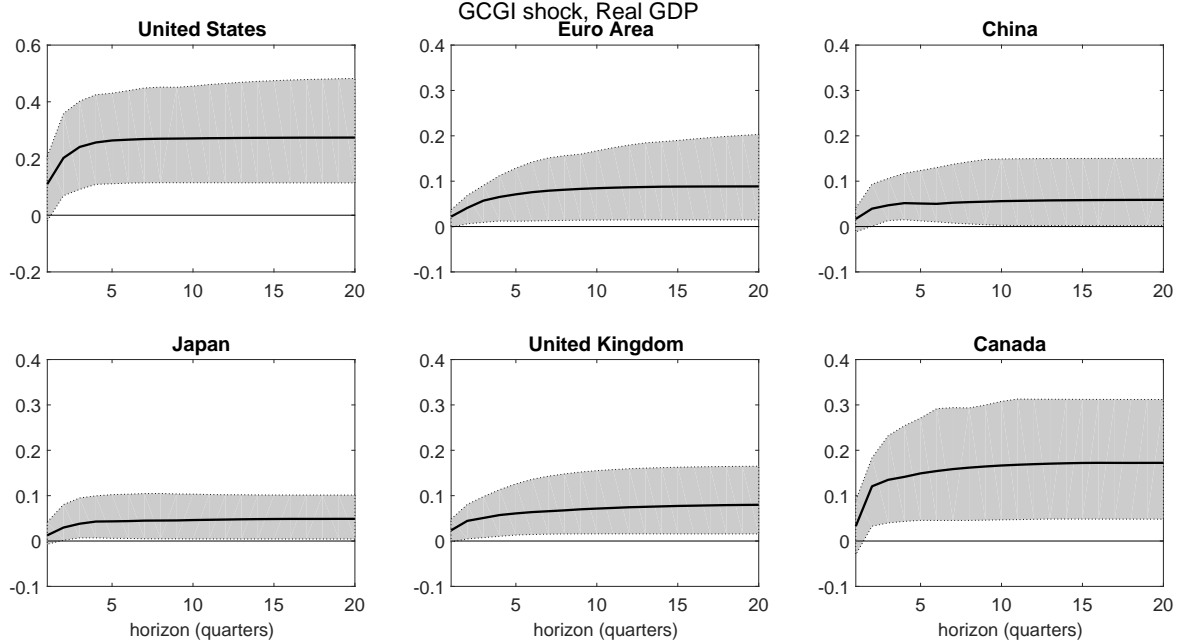 GCGI shock, Real GDP
United States
0.6
0.4
0.2
0
-0.2
5 10 15 20
Euro Area
0.4
0.3
0.2
0.1
0
-0.1
5 10 15 20
China
0.4
0.3
0.2
0.1
0
-0.1
5 10 15 20
Japan
0.4
0.3
0.2
0.1
0
-0.1
5 10 15 20
horizon (quarters)
United Kingdom
0.4
0.3
0.2
0.1
0
-0.1
5 10 15 20
horizon (quarters)
Canada
0.4
0.3
0.2
0.1
0
-0.1
5 10 15 20
horizon (quarters)